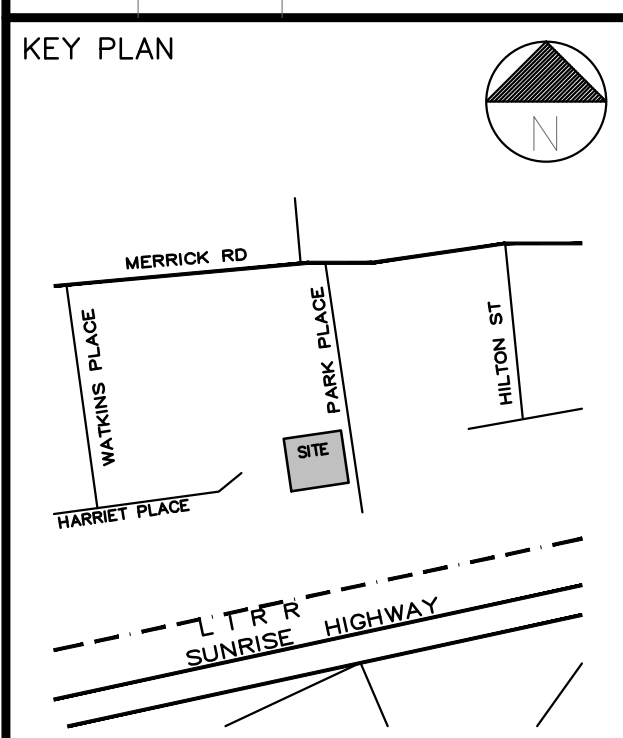 KEY PLAN
N
MERRICK RD
WATKINS PLACE
PARK PLACE
HILTON ST
SITE
HARRIET PLACE
L T R R
SUNRISE HIGHWAY